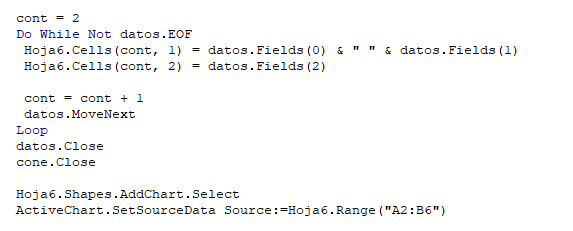 cont = 2
Do While Not datos.EOF
Hoja6.Cells(cont, 1) = datos.Fields(0) & " " & datos.Fields(1)
Hoja6.Cells(cont, 2) = datos.Fields(2)
cont = cont + 1
datos.MoveNext
Loop
datos.Close
cone.Close
Hoja6.Shapes.AddChart.Select
ActiveChart.SetSourceData Source:=Hoja6.Range("A2:B6")